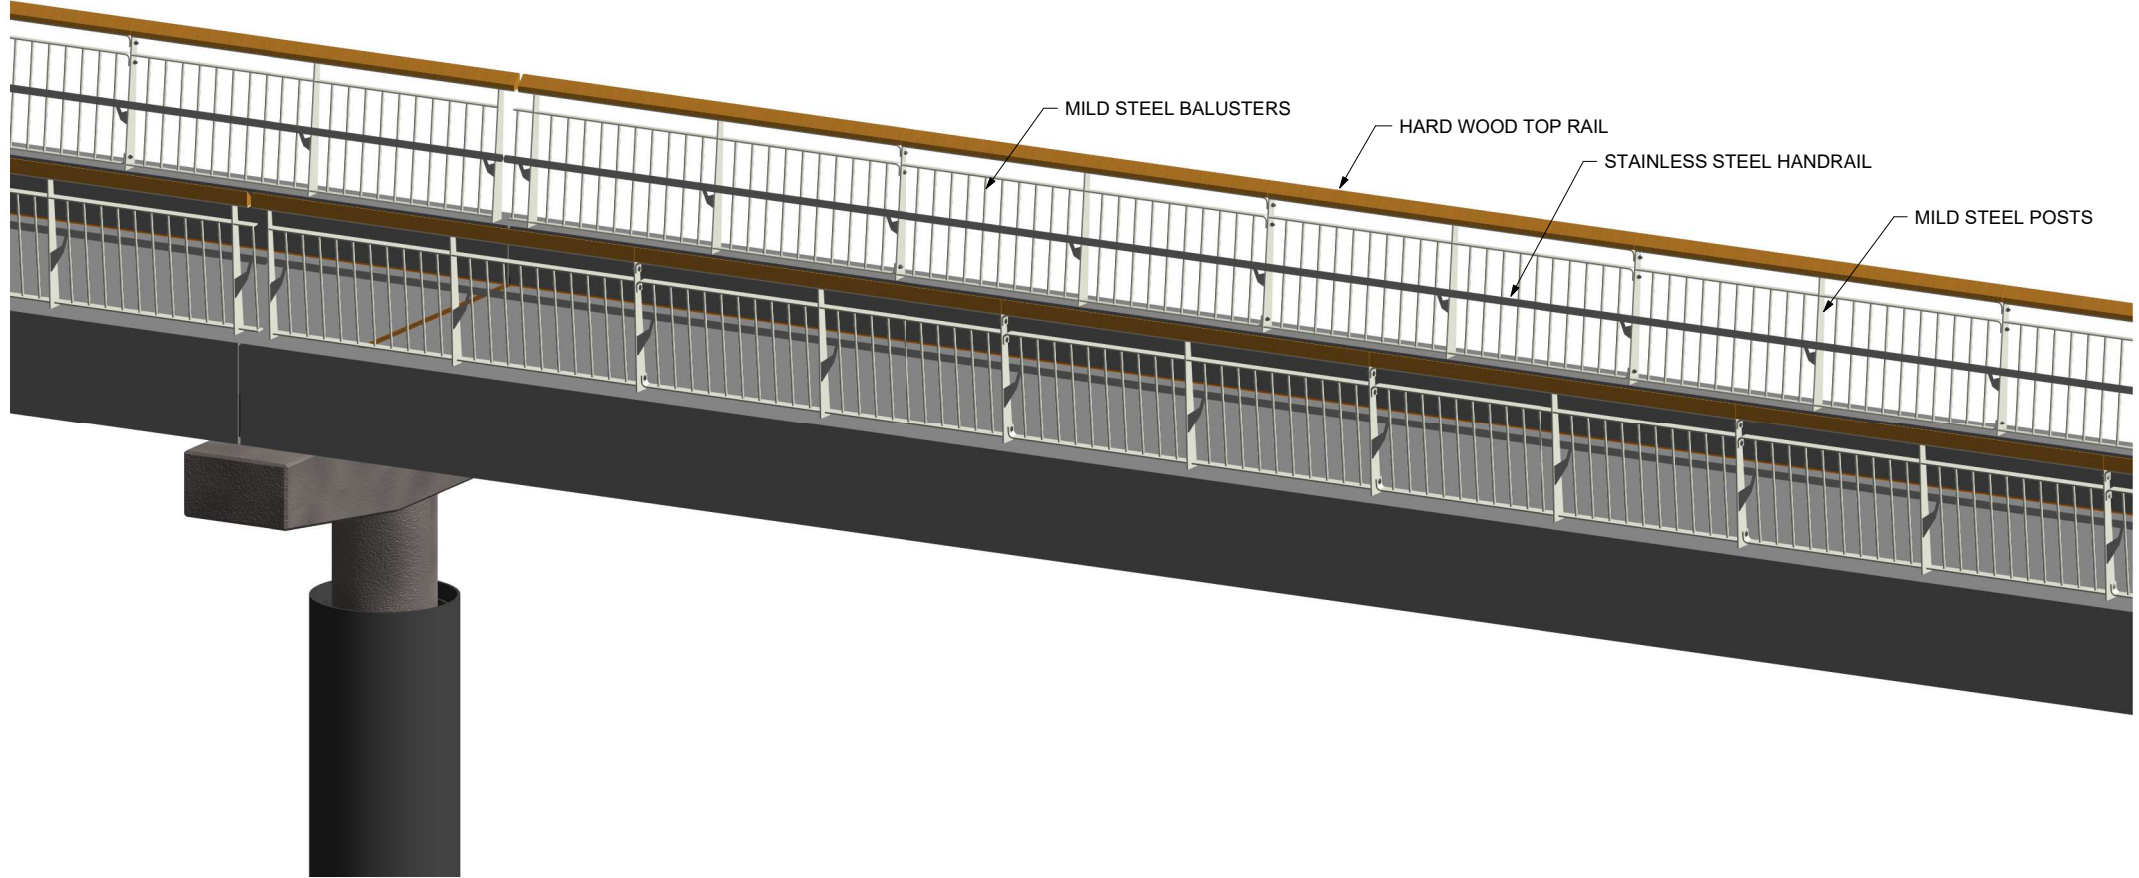 MILD STEEL BALUSTERS
HARD WOOD TOP RAIL
STAINLESS STEEL HANDRAIL
MILD STEEL POSTS